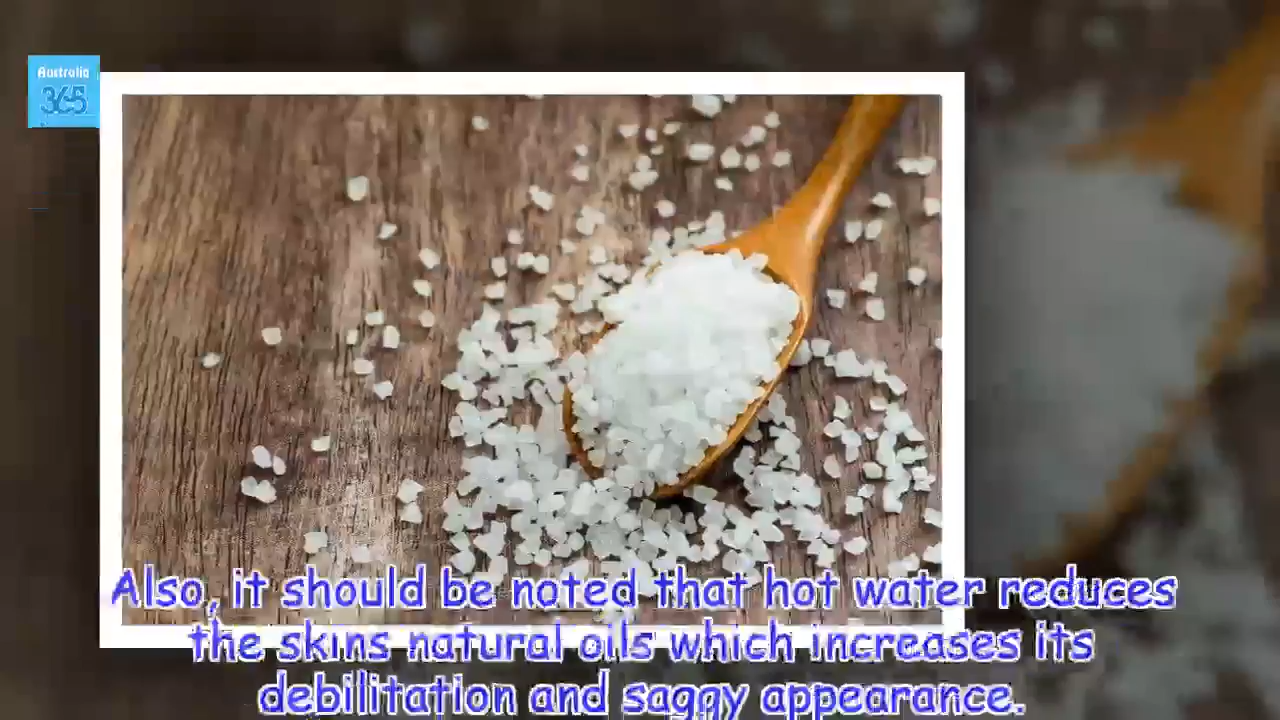 Australia
365
Also, it should be noted that hot water reduces
the skins natural oils which increases its
debilitation and saggy appearance.